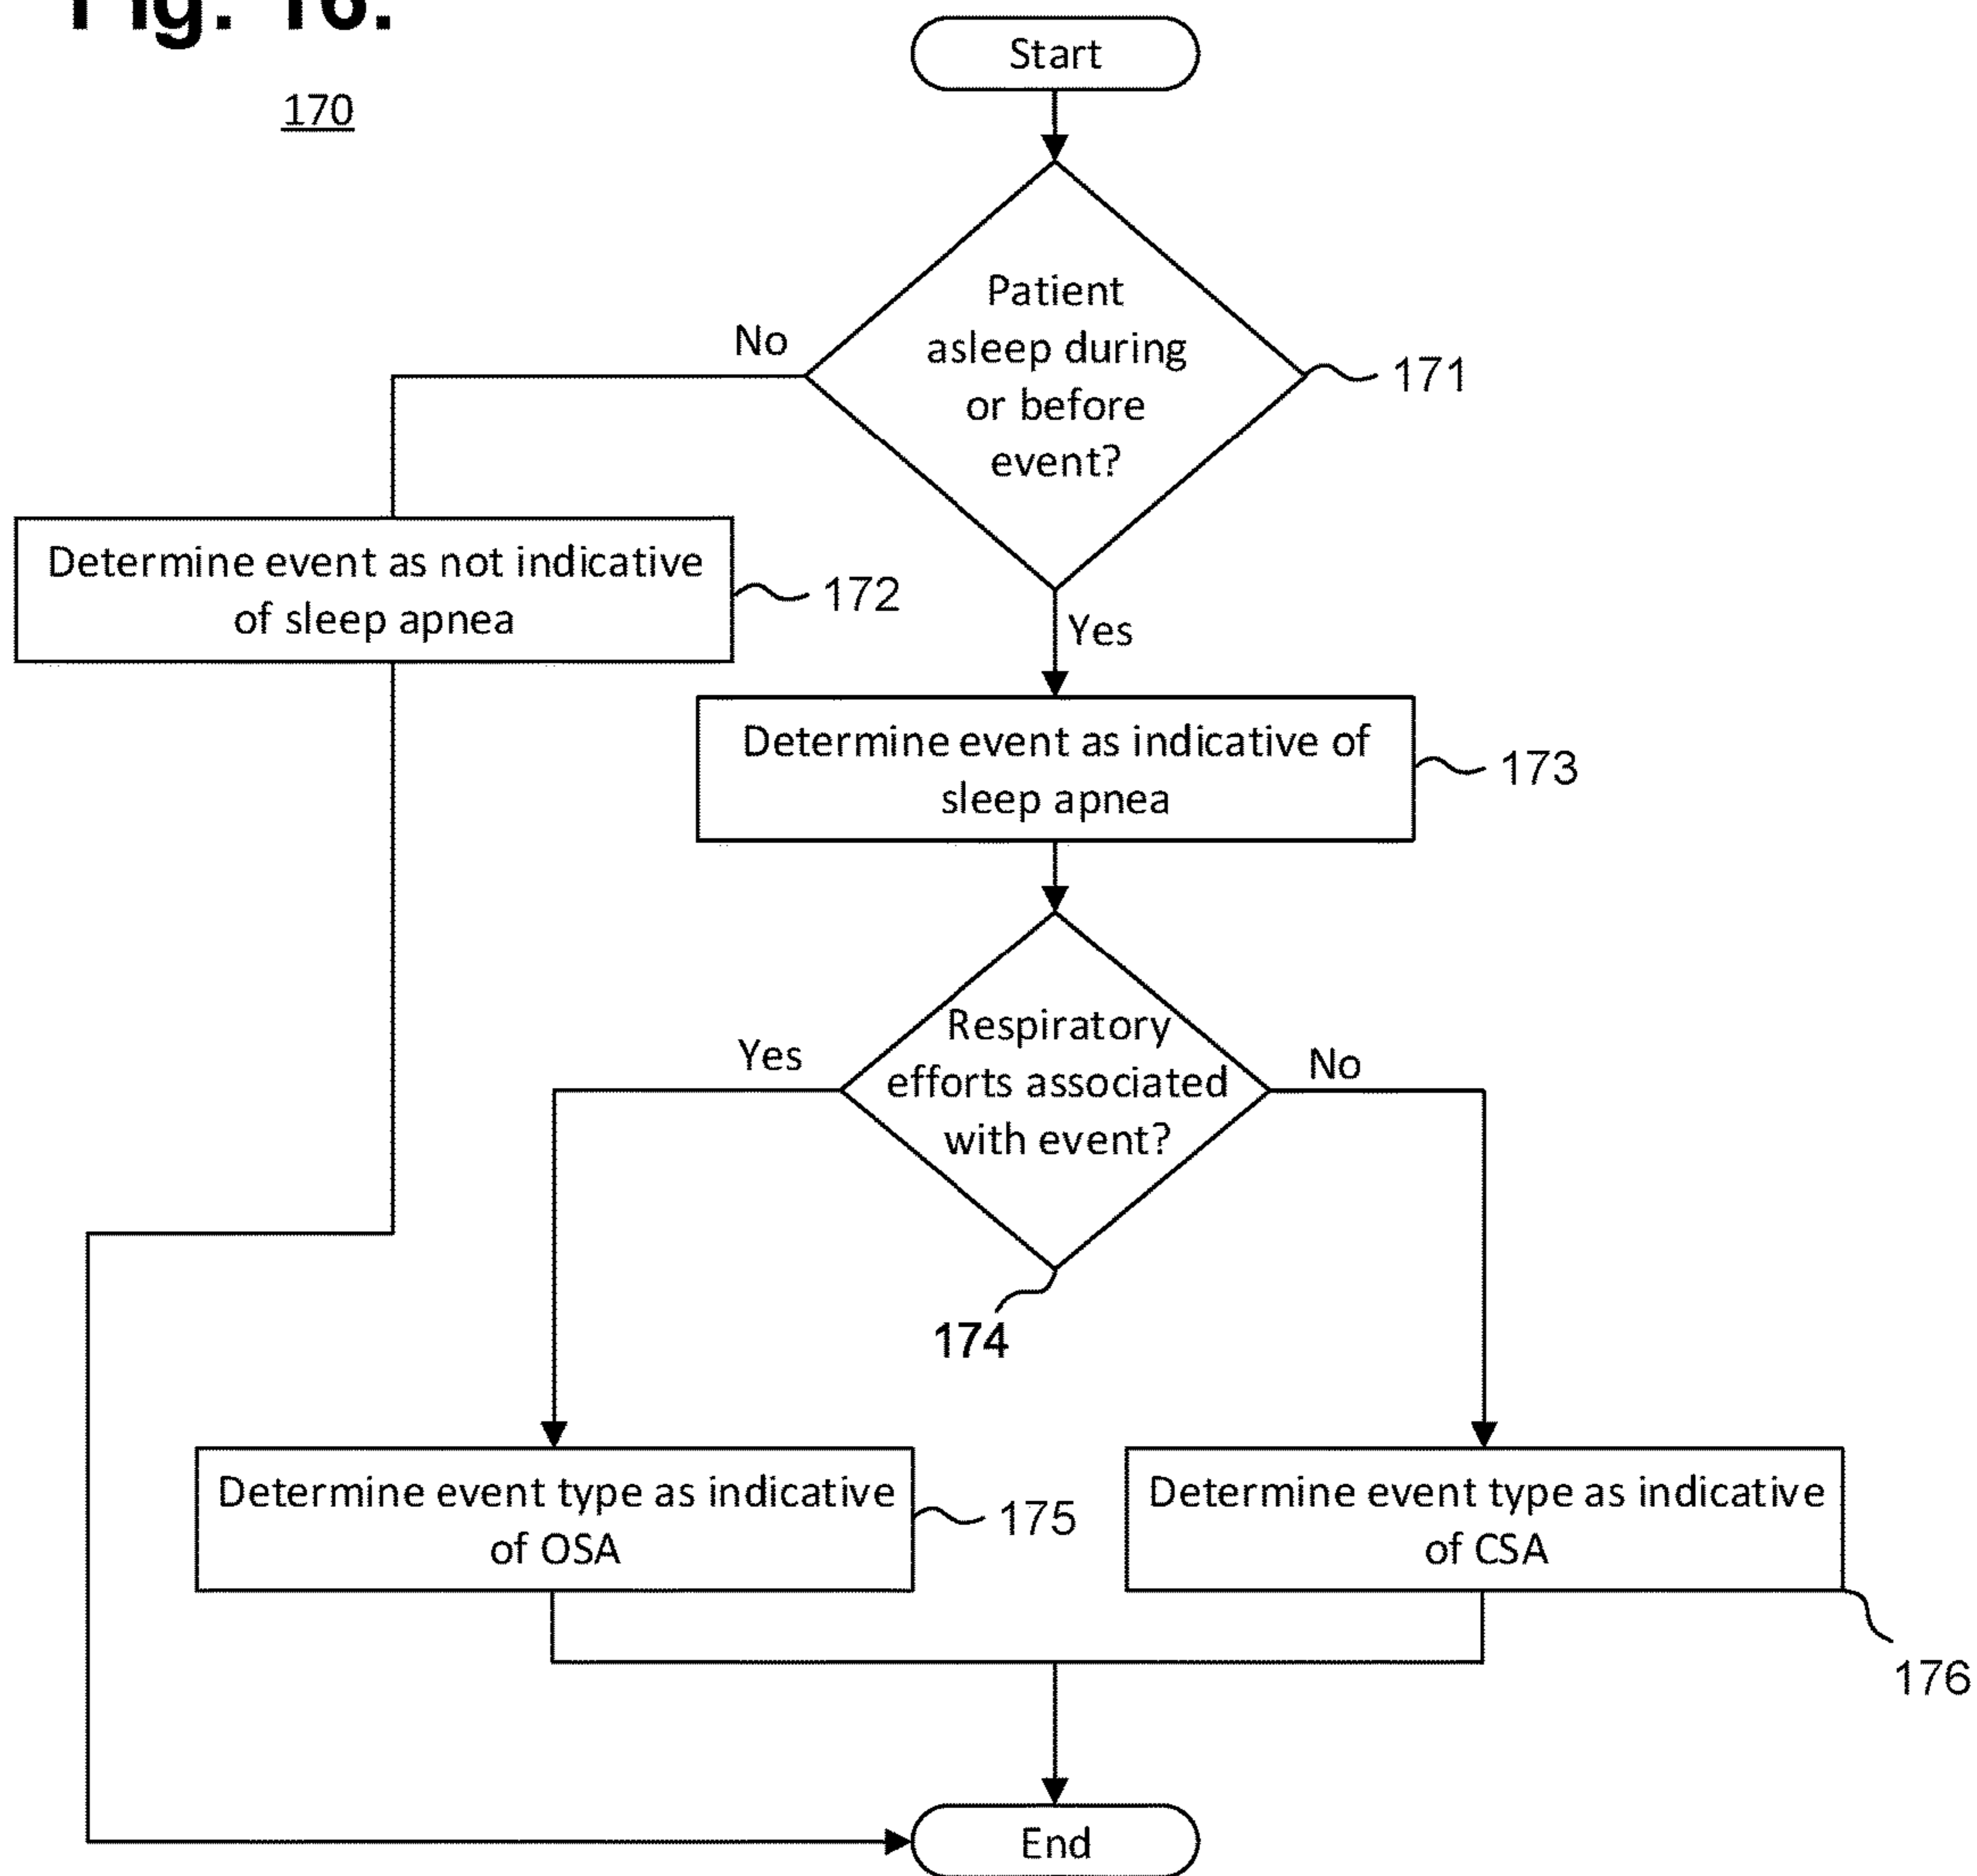 Fig. 16.
170
Start
Patient
asleep during
or before
event?
No
171
Determine event as not indicative
of sleep apnea
172
Yes
Determine event as indicative of
sleep apnea
173
Respiratory
efforts associated
with event?
Yes
No
174
Determine event type as indicative
of OSA
175
Determine event type as indicative
of CSA
176
End